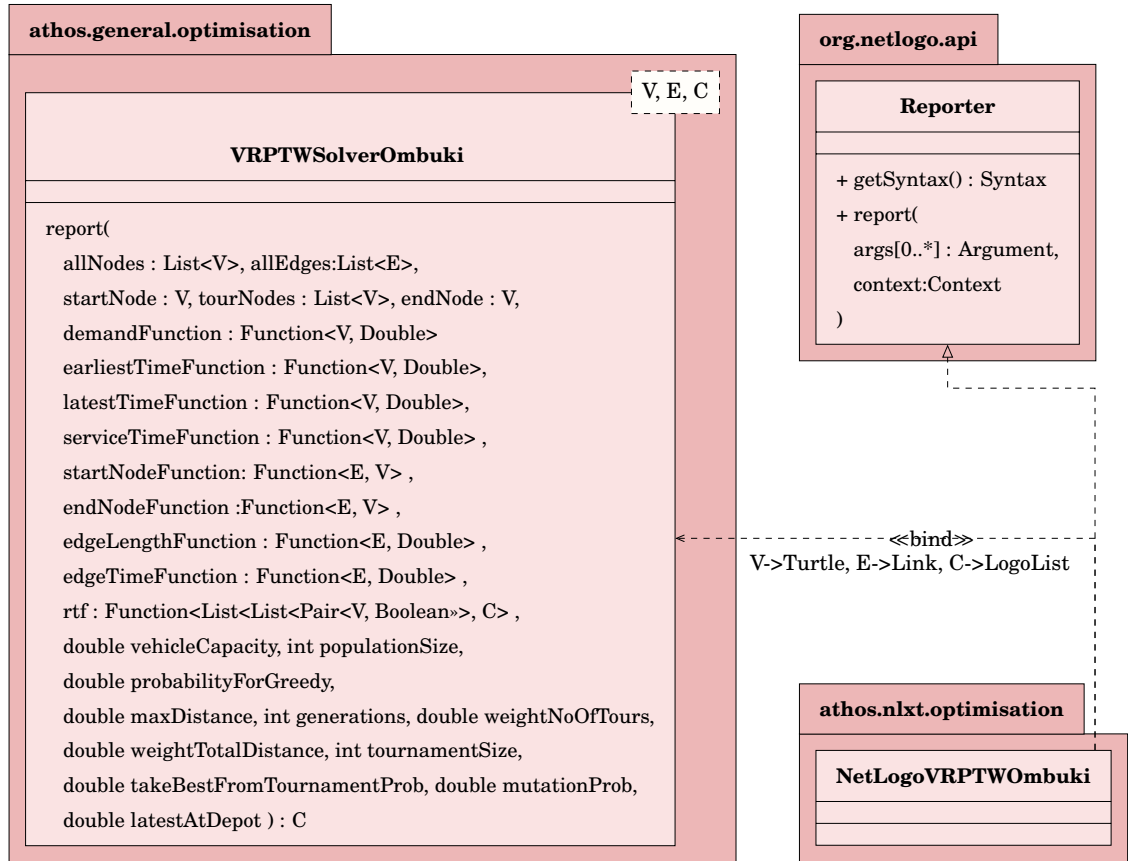 athos.general.optimisation
V, E, C
VRPTWSolverOmbuki
report(
allNodes : List<V>, allEdges:List<E>,
startNode : V, tourNodes : List<V>, endNode : V,
demandFunction : Function<V, Double>
earliestTimeFunction : Function<V, Double>,
latestTimeFunction : Function<V, Double>,
serviceTimeFunction : Function<V, Double> ,
startNodeFunction: Function<E, V> ,
endNodeFunction :Function<E, V> ,
edgeLengthFunction : Function<E, Double> ,
edgeTimeFunction : Function<E, Double> ,
rtf : Function<List<List<Pair<V, Boolean»>, C> ,
double vehicleCapacity, int populationSize,
double probabilityForGreedy,
double maxDistance, int generations, double weightNoOfTours,
double weightTotalDistance, int tournamentSize,
double takeBestFromTournamentProb, double mutationProb,
double latestAtDepot ) : C
org.netlogo.api
Reporter
+ getSyntax() : Syntax
+ report(
args[0..*] : Argument,
context:Context
)
≪bind≫
V->Turtle, E->Link, C->LogoList
athos.nlxt.optimisation
NetLogoVRPTWOmbuki